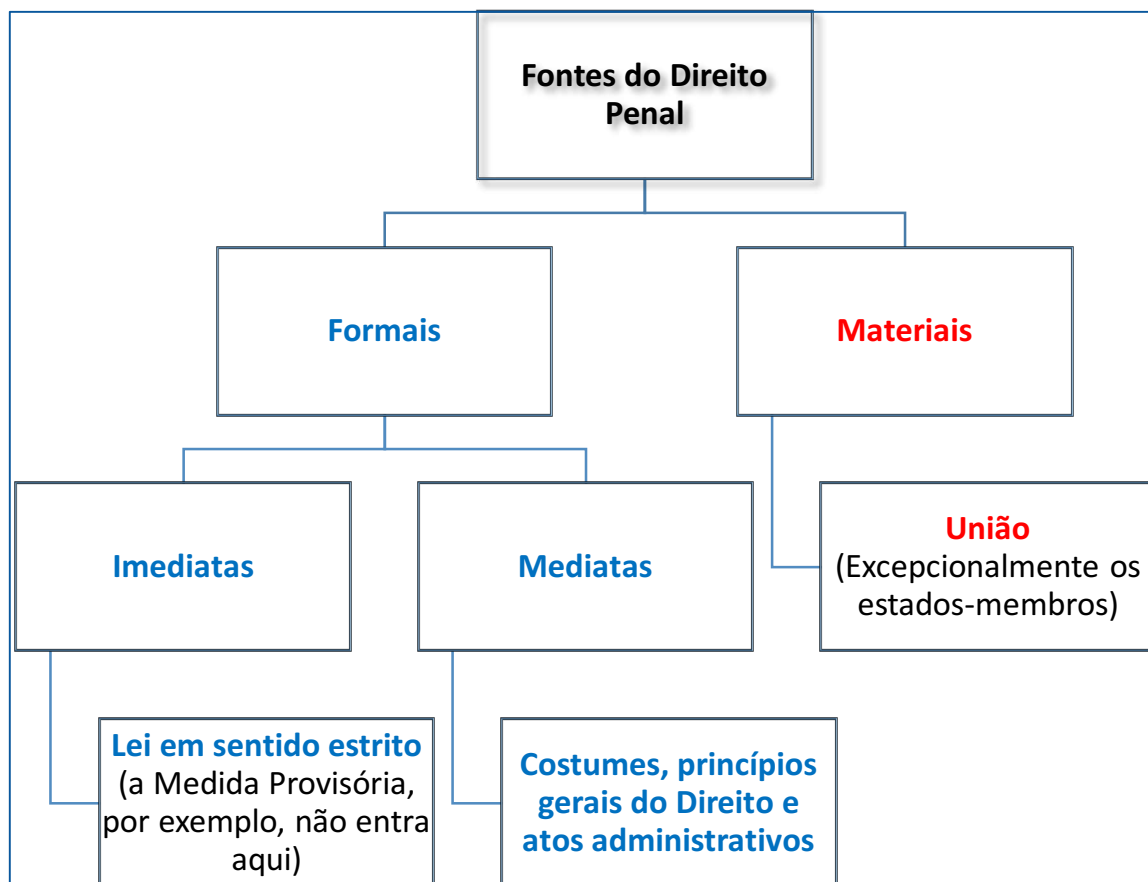 Fontes do Direito
Penal
Formais
Materiais
Imediatas
Mediatas
União
(Excepcionalmente os
estados-membros)
Lei em sentido estrito
(a Medida Provisória,
por exemplo, não entra
aqui)
Costumes, princípios
gerais do Direito e
atos administrativos